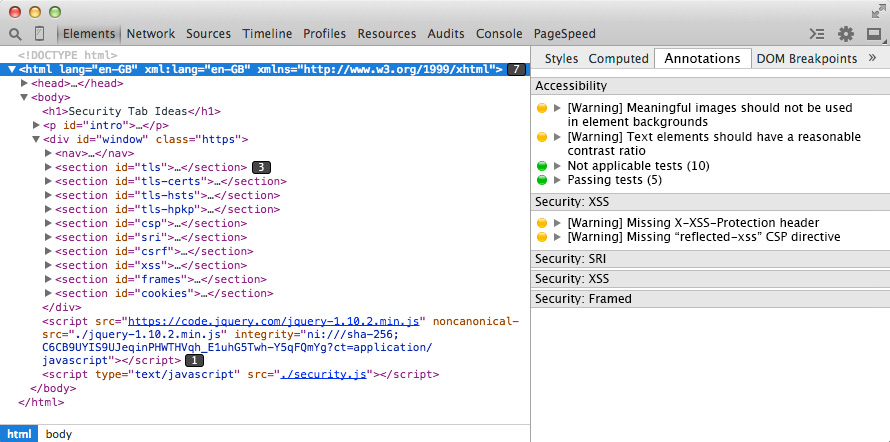 Elements Network Sources Timeline Profiles Resources Audits Console PageSpeed
<!DOCTYPE html>
<html lang="en-GB" xml:lang="en-GB" xmlns="http://www.w3.org/1999/xhtml"> 7
<head>…</head>
<body>
<h1>Security Tab Ideas</h1>
<p id="intro">…</p>
<div id="window" class="https">
<nav>…</nav>
<section id="tls">…</section> 3
<section id="tls-certs">…</section>
<section id="tls-hsts">…</section>
<section id="tls-hpkp">…</section>
<section id="csp">…</section>
<section id="sri">…</section>
<section id="csrf">…</section>
<section id="xss">…</section>
<section id="frames">…</section>
<section id="cookies">…</section>
</div>
<script src="https://code.jquery.com/jquery-1.10.2.min.js" noncanonical-
src="./jquery-1.10.2.min.js" integrity="ni:///sha-256;
C6CB9UYIS9UJeqinPHWTHVqh_E1uhG5Twh-Y5qFQmYg?ct=application/
javascript"></script> 1
<script type="text/javascript" src="./security.js"></script>
</body>
</html>
html body
Styles Computed Annotations DOM Breakpoints »
Accessibility
[Warning] Meaningful images should not be used
in element backgrounds
[Warning] Text elements should have a reasonable
contrast ratio
Not applicable tests (10)
Passing tests (5)
Security: XSS
[Warning] Missing X-XSS-Protection header
[Warning] Missing “reflected-xss” CSP directive
Security: SRI
Security: XSS
Security: Framed